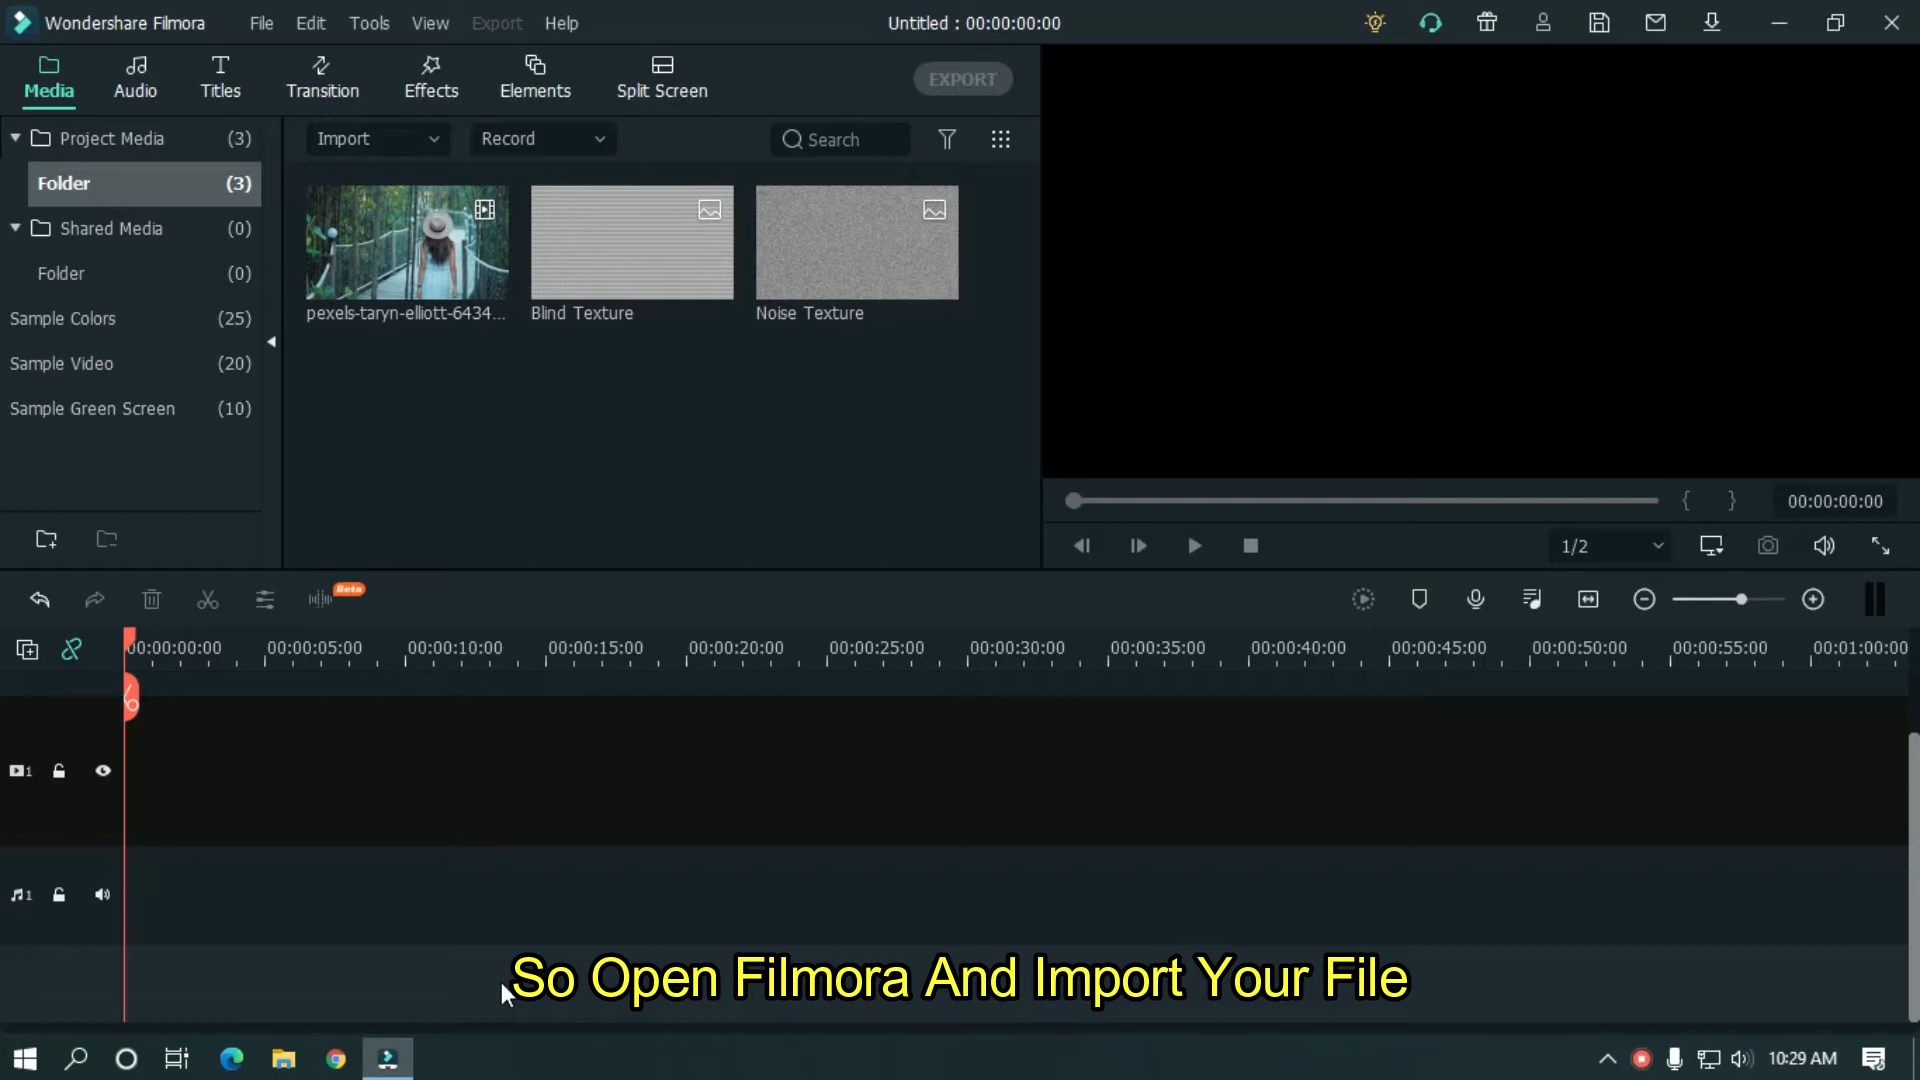 Wondershare Filmora File Edit Tools View Export Help Untitled : 00:00:00:00
Media Audio Titles Transition Effects Elements Split Screen EXPORT
Project Media (3)
Folder (3)
Shared Media (0)
Folder (0)
Sample Colors (25)
Sample Video (20)
Sample Green Screen (10)
Import Record Search
pexels-taryn-elliott-6434... Blind Texture Noise Texture
{ } 00:00:00:00
1/2
Beta
00:00:00:00 00:00:05:00 00:00:10:00 00:00:15:00 00:00:20:00 00:00:25:00 00:00:30:00 00:00:35:00 00:00:40:00 00:00:45:00 00:00:50:00 00:00:55:00 00:01:00:00
1
1
So Open Filmora And Import Your File
10:29 AM